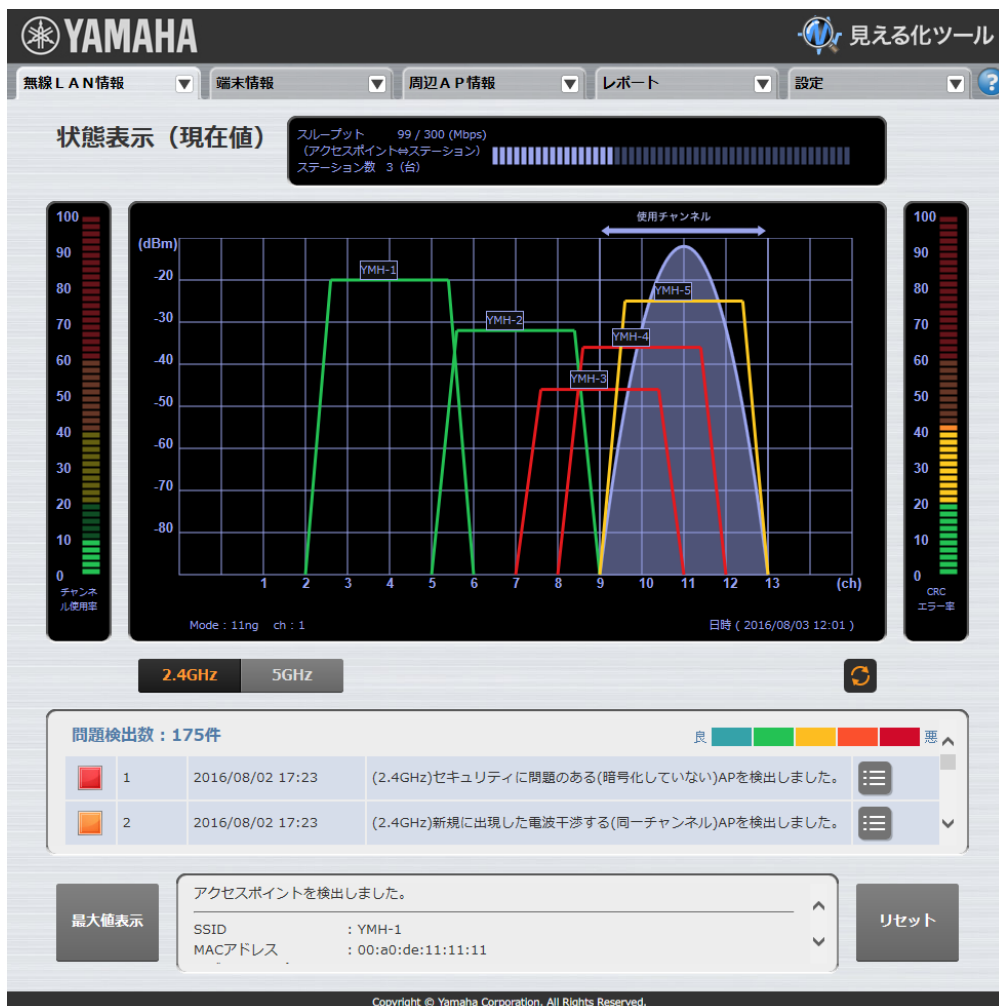 YAMAHA
見える化ツール
無線LAN情報
端末情報
周辺AP情報
レポート
設定
?
状態表示(現在値)
スループット 99 / 300 (Mbps)
(アクセスポイント⇔ステーション)
ステーション数 3 (台)
100
90
80
70
60
50
40
30
20
10
0
チャンネ
ル使用率
使用チャンネル
(dBm)
-20
-30
-40
-50
-60
-70
-80
YMH-1
YMH-2
YMH-3
YMH-4
YMH-5
1 2 3 4 5 6 7 8 9 10 11 12 13 (ch)
Mode : 11ng ch : 1
日時 ( 2016/08/03 12:01 )
100
90
80
70
60
50
40
30
20
10
0
CRC
エラー率
2.4GHz
5GHz
問題検出数:175件
良
悪
1 2016/08/02 17:23 (2.4GHz)セキュリティに問題のある(暗号化していない)APを検出しました。
2 2016/08/02 17:23 (2.4GHz)新規に出現した電波干渉する(同一チャンネル)APを検出しました。
最大値表示
アクセスポイントを検出しました。
SSID : YMH-1
MACアドレス : 00:a0:de:11:11:11
リセット
Copyright © Yamaha Corporation. All Rights Reserved.